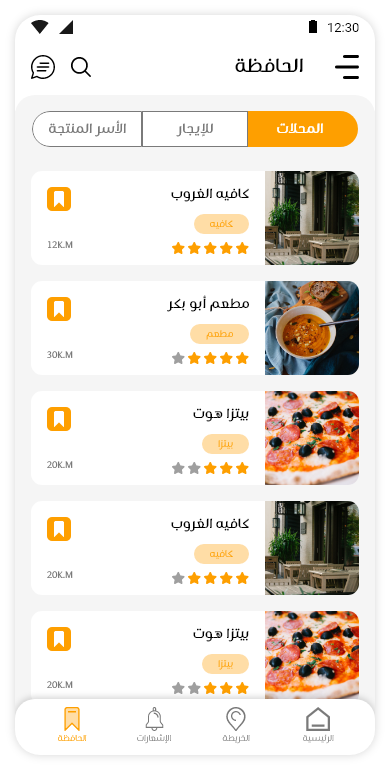 12:30
الحافظة
المحلات
للإيجار
الأسر المنتجة
كافيه الغروب
كافيه
12K.M
مطعم أبو بكر
مطعم
30K.M
بيتزا هوت
بيتزا
20K.M
كافيه الغروب
كافيه
20K.M
بيتزا هوت
بيتزا
20K.M
الرئيسية
الخريطة
الإشعارات
الحافظة